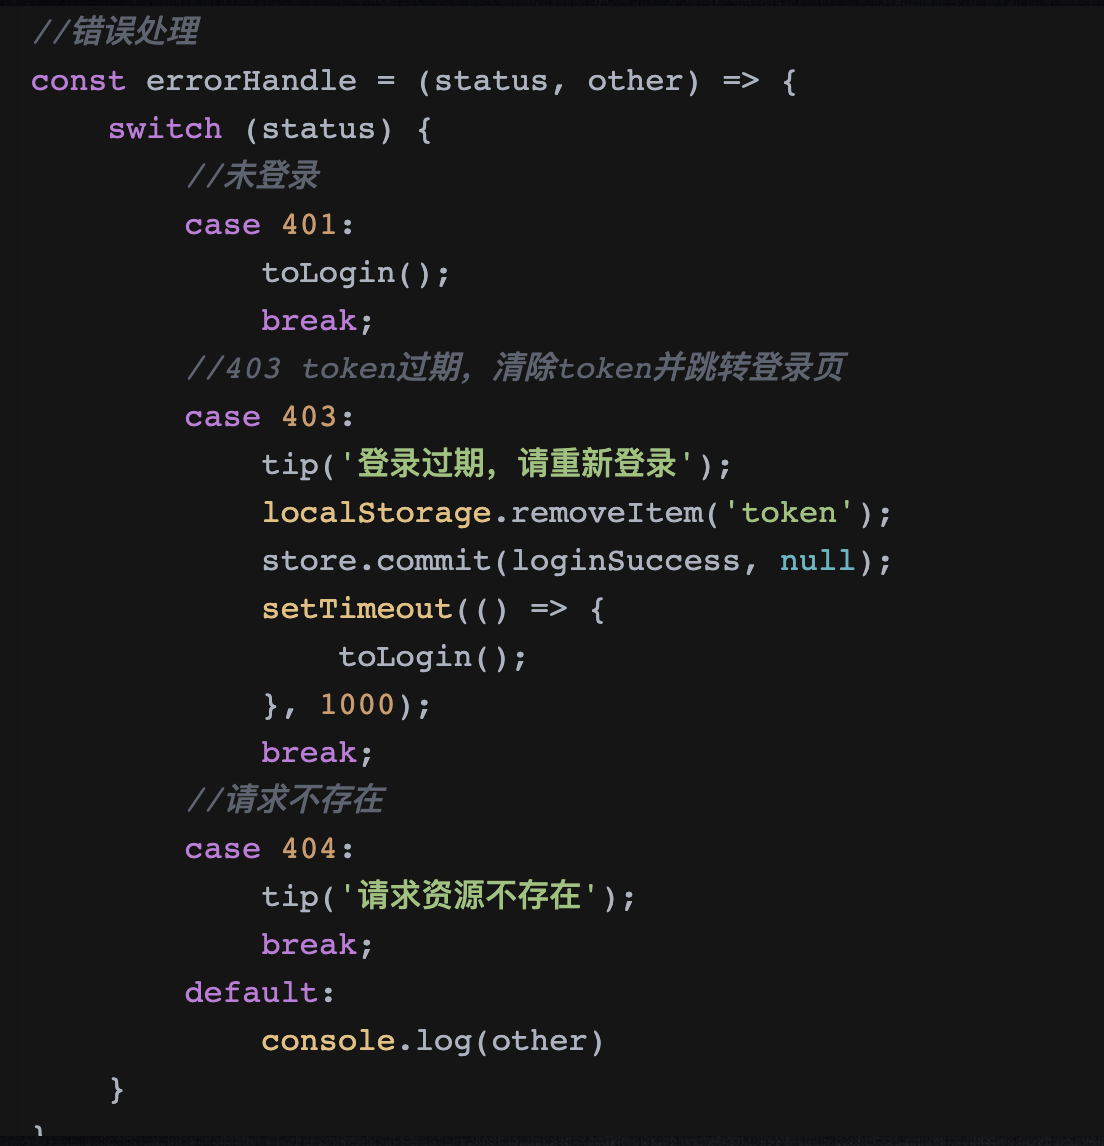 //错误处理
const errorHandle = (status, other) => {
    switch (status) {
        //未登录
        case 401:
            toLogin();
            break;
        //403 token过期，清除token并跳转登录页
        case 403:
            tip('登录过期，请重新登录');
            localStorage.removeItem('token');
            store.commit(loginSuccess, null);
            setTimeout(() => {
                toLogin();
            }, 1000);
            break;
        //请求不存在
        case 404:
            tip('请求资源不存在');
            break;
        default:
            console.log(other)
    }
}